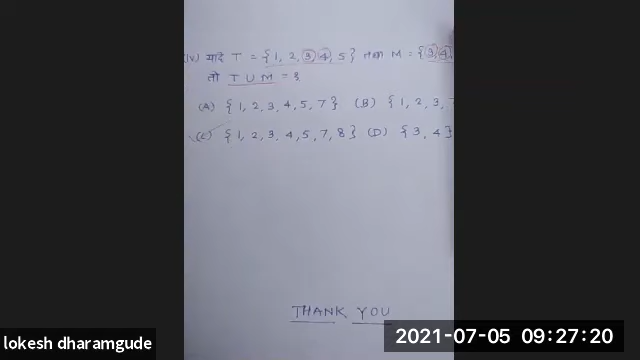 (iv) यदि T = {1, 2, 3, 4, 5} तथा M = {3, 4,
तो T U M = ?
(A) {1, 2, 3, 4, 5, 7} (B) {1, 2, 3, 7
(C) {1, 2, 3, 4, 5, 7, 8} (D) {3, 4}
THANK YOU
lokesh dharamgude
2021-07-05 09:27:20